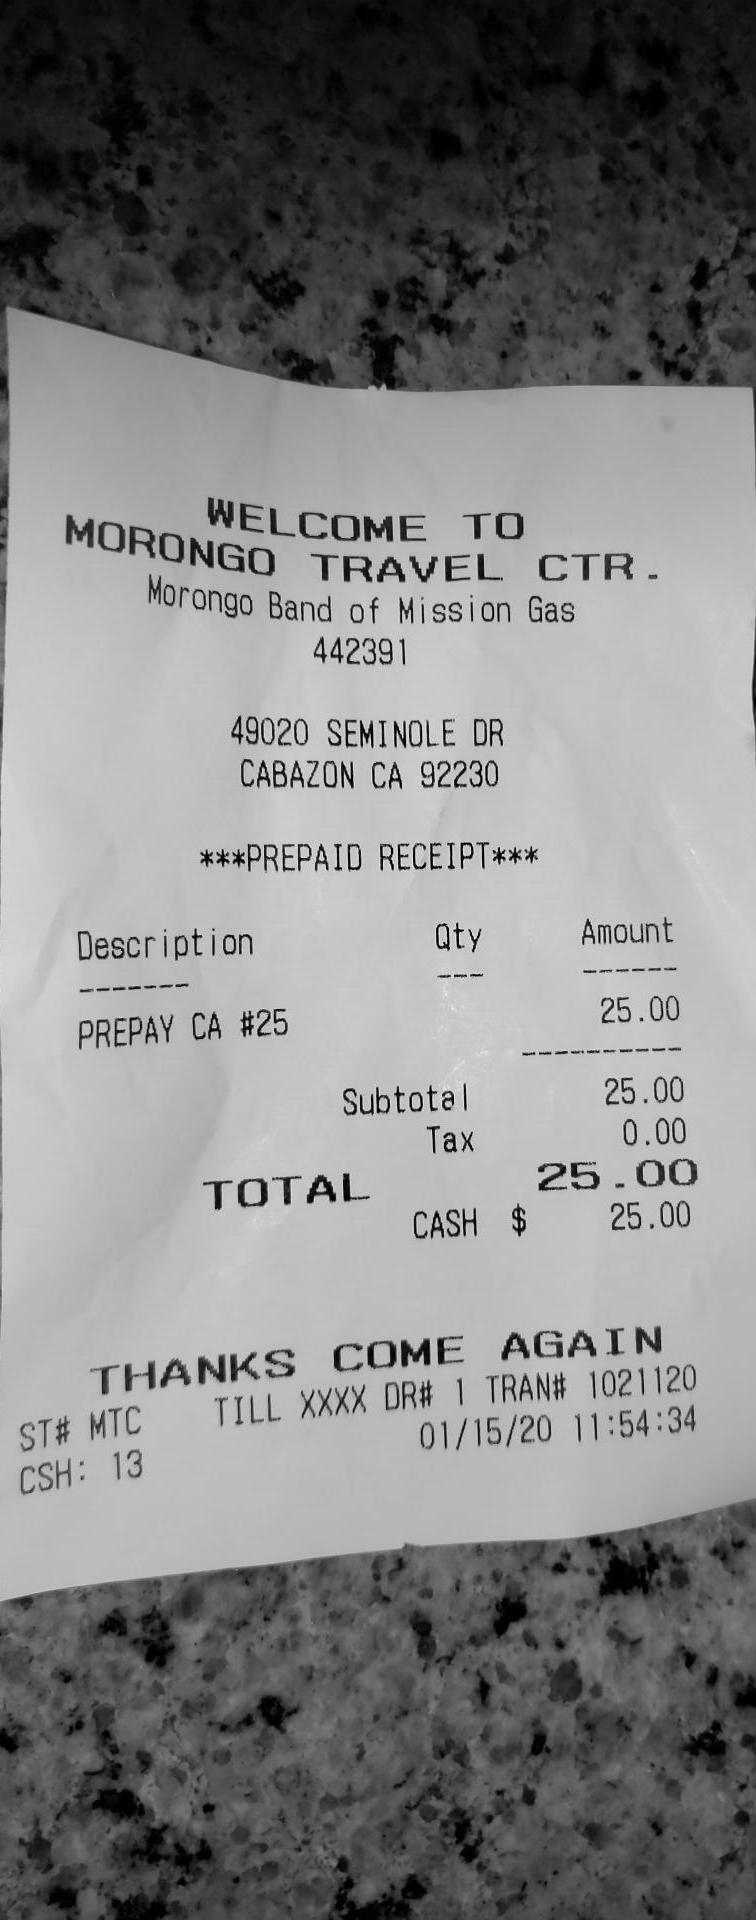 WELCOME TO
MORONGO TRAVEL CTR.
Morongo Band of Mission Gas
442391
49020 SEMINOLE DR
CABAZON CA 92230
***PREPAID RECEIPT***
Description Qty Amount
------- --- ------
PREPAY CA #25 25.00
----------
Subtotal 25.00
Tax 0.00
TOTAL 25.00
CASH $ 25.00
THANKS COME AGAIN
ST# MTC TILL XXXX DR# 1 TRAN# 1021120
CSH: 13 01/15/20 11:54:34